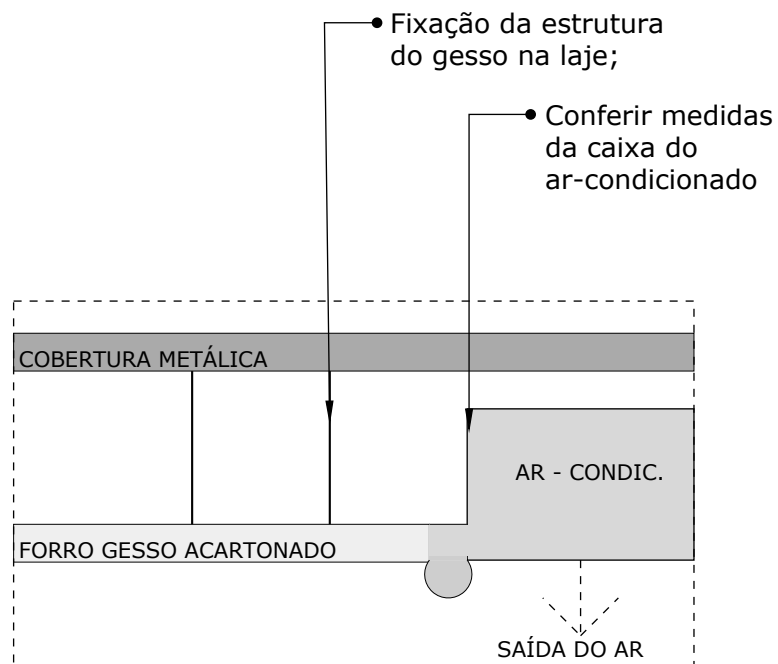 Fixação da estrutura
do gesso na laje;
Conferir medidas
da caixa do
ar-condicionado
COBERTURA METÁLICA
AR - CONDIC.
FORRO GESSO ACARTONADO
SAÍDA DO AR